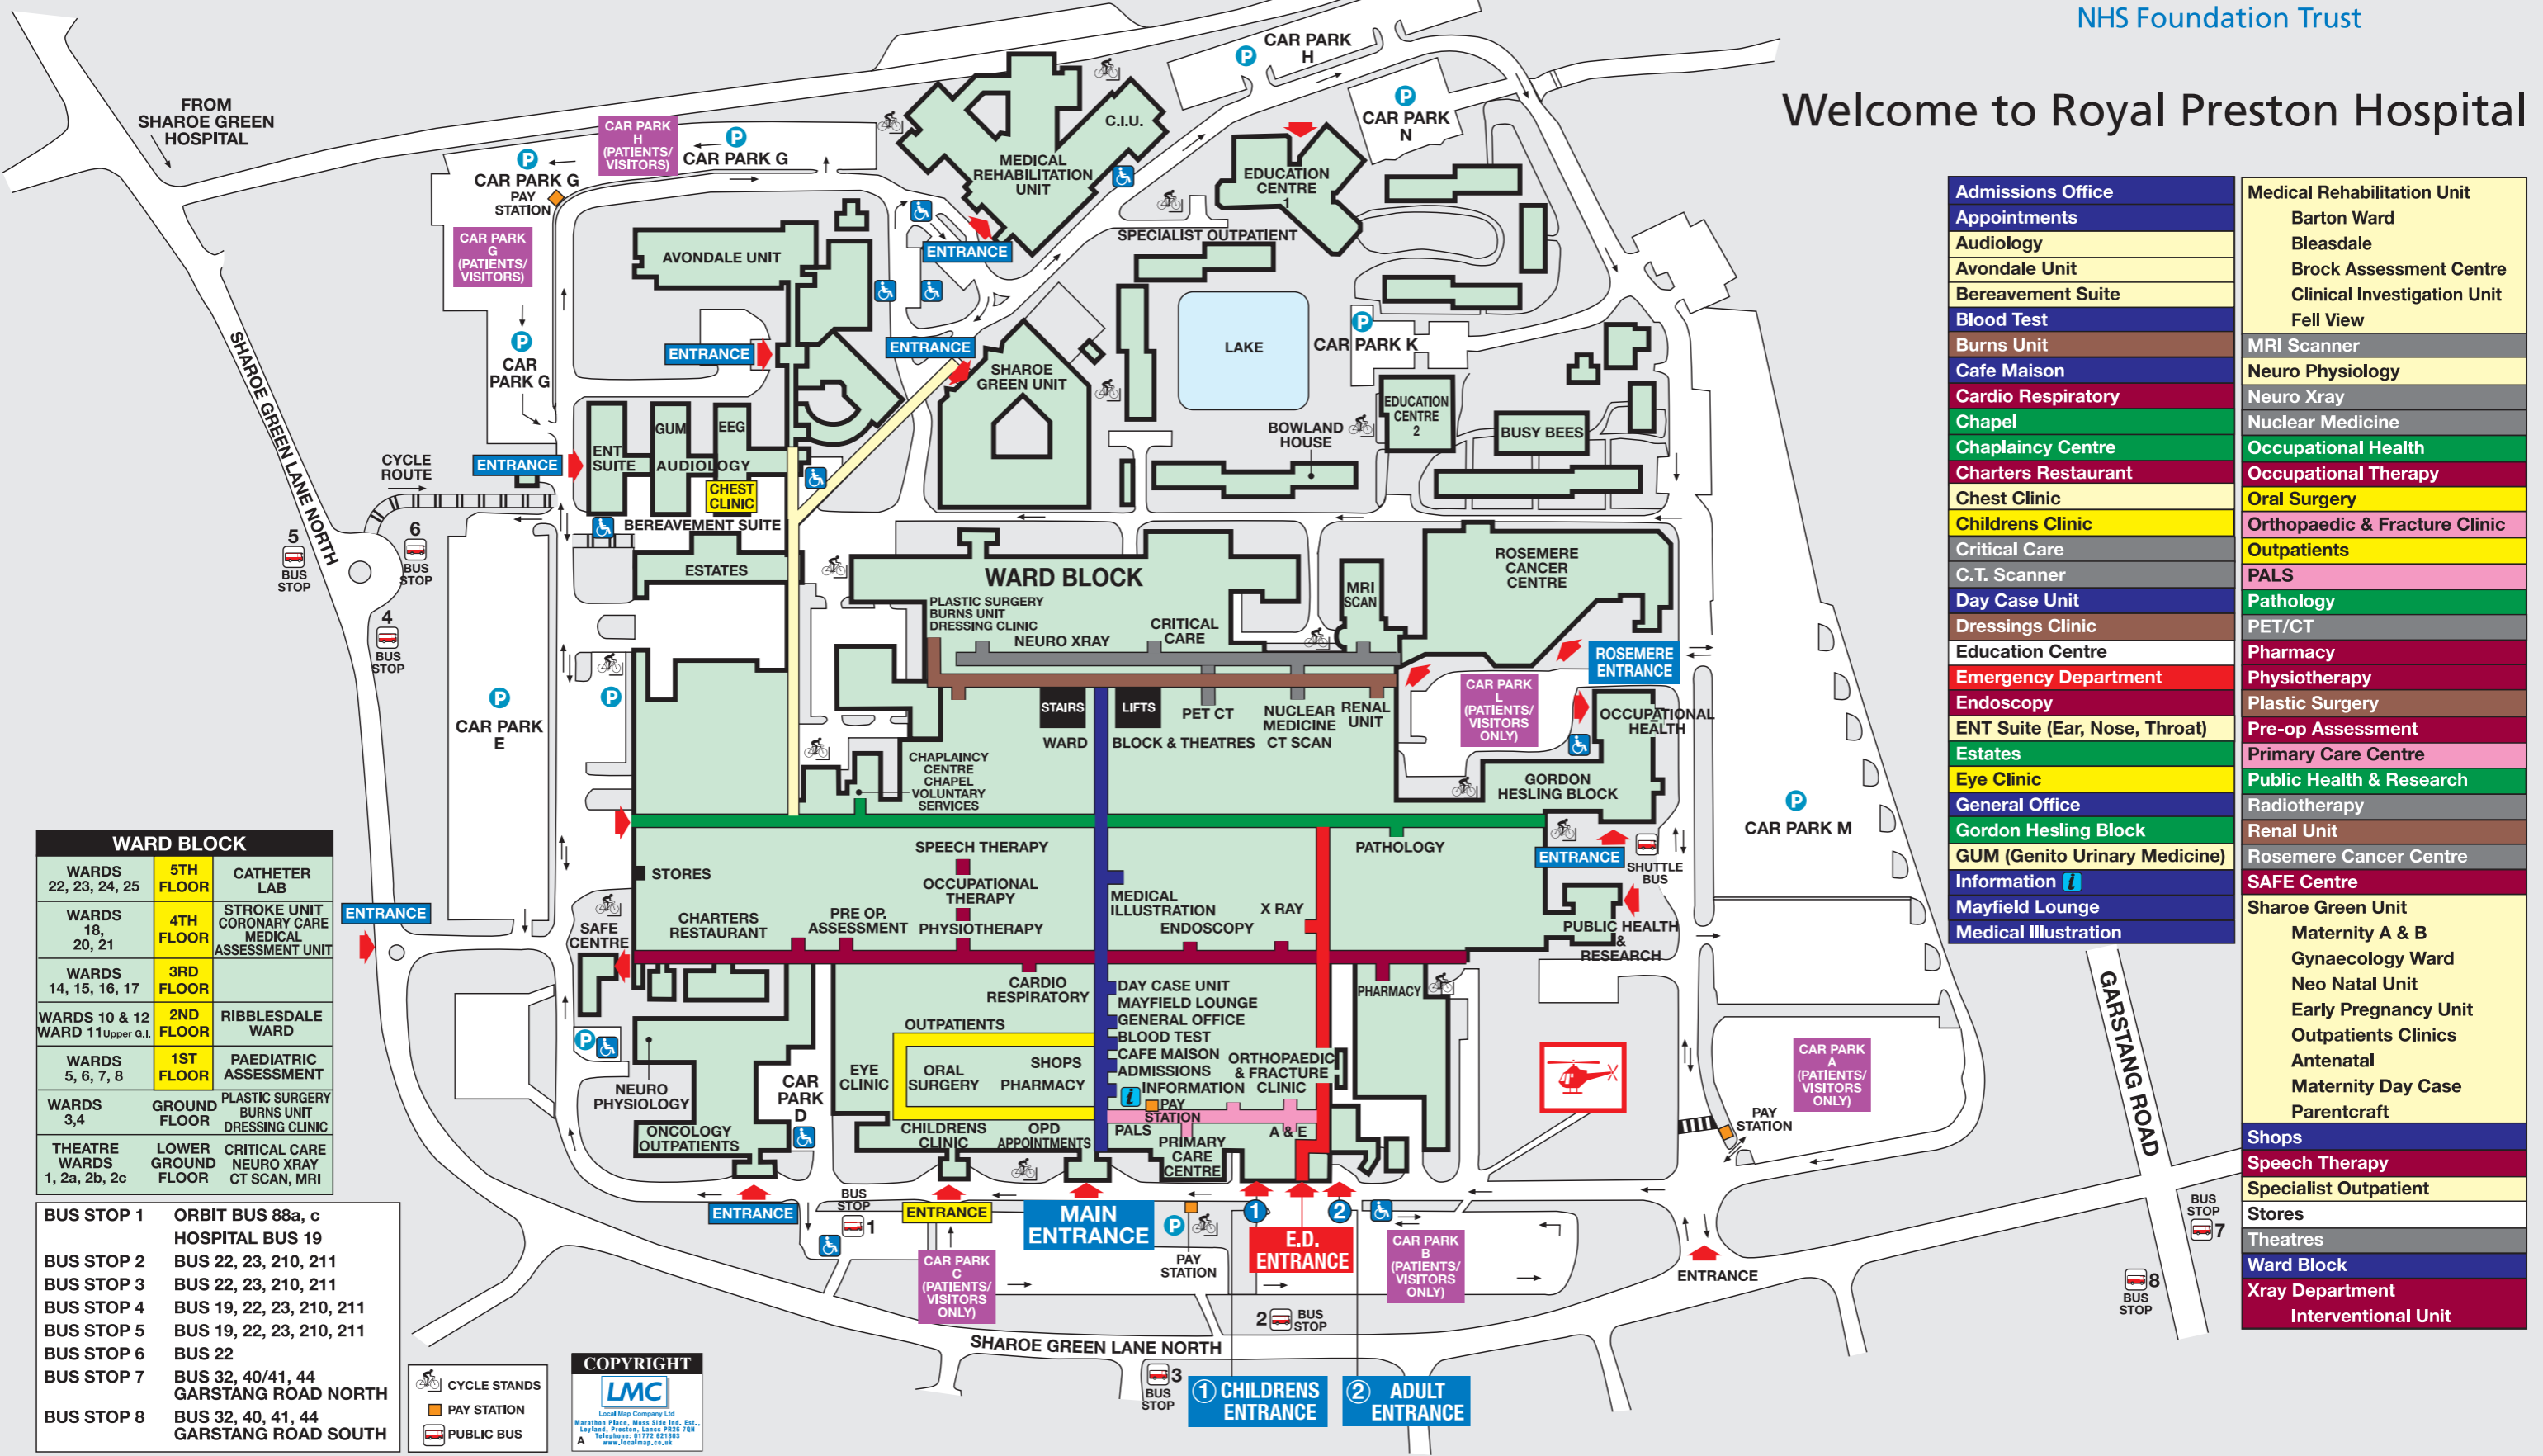 NHS Foundation Trust
Welcome to Royal Preston Hospital
FROM
SHAROE GREEN
HOSPITAL
CAR PARK
H
(PATIENTS/
VISITORS)
P
CAR PARK G
P
CAR PARK G
PAY
STATION
CAR PARK
G
(PATIENTS/
VISITORS)
P
CAR
PARK G
SHAROE GREEN LANE NORTH
C.I.U.
MEDICAL
REHABILITATION
UNIT
P
CAR PARK
H
P
CAR PARK
N
EDUCATION
CENTRE
1
SPECIALIST OUTPATIENT
AVONDALE UNIT
ENTRANCE
ENTRANCE
ENTRANCE
SHAROE
GREEN UNIT
LAKE
P
CAR PARK K
EDUCATION
CENTRE
2
BUSY BEES
BOWLAND
HOUSE
CYCLE
ROUTE
ENTRANCE
ENT
SUITE
GUM
EEG
AUDIOLOGY
CHEST
CLINIC
BEREAVEMENT SUITE
ESTATES
5
BUS
STOP
6
BUS
STOP
4
BUS
STOP
P
P
CAR PARK
E
WARD BLOCK
PLASTIC SURGERY
BURNS UNIT
DRESSING CLINIC
NEURO XRAY
CRITICAL
CARE
MRI
SCAN
ROSEMERE
CANCER
CENTRE
ROSEMERE
ENTRANCE
STAIRS
LIFTS
PET CT
NUCLEAR
MEDICINE
CT SCAN
RENAL
UNIT
WARD
BLOCK & THEATRES
CAR PARK
L
(PATIENTS/
VISITORS
ONLY)
OCCUPATIONAL
HEALTH
GORDON
HESLING BLOCK
CHAPLAINCY
CENTRE
CHAPEL
VOLUNTARY
SERVICES
P
CAR PARK M
ENTRANCE
SHUTTLE
BUS
PATHOLOGY
SPEECH THERAPY
STORES
OCCUPATIONAL
THERAPY
CHARTERS
RESTAURANT
PRE OP.
ASSESSMENT
PHYSIOTHERAPY
MEDICAL
ILLUSTRATION
X RAY
ENDOSCOPY
PUBLIC HEALTH
&
RESEARCH
SAFE
CENTRE
ENTRANCE
CARDIO
RESPIRATORY
PHARMACY
DAY CASE UNIT
MAYFIELD LOUNGE
GENERAL OFFICE
BLOOD TEST
CAFE MAISON
ADMISSIONS
i INFORMATION
ORTHOPAEDIC
& FRACTURE
CLINIC
OUTPATIENTS
EYE
CLINIC
ORAL
SURGERY
SHOPS
PHARMACY
PAY
STATION
PALS
A & E
PRIMARY
CARE
CENTRE
CHILDRENS
CLINIC
OPD
APPOINTMENTS
P
NEURO
PHYSIOLOGY
CAR
PARK
D
ONCOLOGY
OUTPATIENTS
CAR PARK
A
(PATIENTS/
VISITORS
ONLY)
PAY
STATION
ENTRANCE
BUS
STOP
1
ENTRANCE
MAIN
ENTRANCE
P
PAY
STATION
1
2
E.D.
ENTRANCE
CAR PARK
B
(PATIENTS/
VISITORS
ONLY)
CAR PARK
C
(PATIENTS/
VISITORS
ONLY)
ENTRANCE
2
BUS
STOP
SHAROE GREEN LANE NORTH
3
BUS
STOP
1 CHILDRENS
ENTRANCE
2 ADULT
ENTRANCE
GARSTANG ROAD
BUS
STOP
7
8
BUS
STOP
WARD BLOCK
WARDS
22, 23, 24, 25
5TH
FLOOR
CATHETER
LAB
WARDS
18,
20, 21
4TH
FLOOR
STROKE UNIT
CORONARY CARE
MEDICAL
ASSESSMENT UNIT
WARDS
14, 15, 16, 17
3RD
FLOOR
WARDS 10 & 12
WARD 11 Upper G.I.
2ND
FLOOR
RIBBLESDALE
WARD
WARDS
5, 6, 7, 8
1ST
FLOOR
PAEDIATRIC
ASSESSMENT
WARDS
3,4
GROUND
FLOOR
PLASTIC SURGERY
BURNS UNIT
DRESSING CLINIC
THEATRE
WARDS
1, 2a, 2b, 2c
LOWER
GROUND
FLOOR
CRITICAL CARE
NEURO XRAY
CT SCAN, MRI
BUS STOP 1 ORBIT BUS 88a, c
HOSPITAL BUS 19
BUS STOP 2 BUS 22, 23, 210, 211
BUS STOP 3 BUS 22, 23, 210, 211
BUS STOP 4 BUS 19, 22, 23, 210, 211
BUS STOP 5 BUS 19, 22, 23, 210, 211
BUS STOP 6 BUS 22
BUS STOP 7 BUS 32, 40/41, 44
GARSTANG ROAD NORTH
BUS STOP 8 BUS 32, 40, 41, 44
GARSTANG ROAD SOUTH
CYCLE STANDS
PAY STATION
PUBLIC BUS
COPYRIGHT
LMC
Local Map Company Ltd
Marathon Place, Moss Side Ind. Est.,
Leyland, Preston, Lancs PR26 7QN
Telephone: 01772 621803
www.localmap.co.uk
A
Admissions Office
Appointments
Audiology
Avondale Unit
Bereavement Suite
Blood Test
Burns Unit
Cafe Maison
Cardio Respiratory
Chapel
Chaplaincy Centre
Charters Restaurant
Chest Clinic
Childrens Clinic
Critical Care
C.T. Scanner
Day Case Unit
Dressings Clinic
Education Centre
Emergency Department
Endoscopy
ENT Suite (Ear, Nose, Throat)
Estates
Eye Clinic
General Office
Gordon Hesling Block
GUM (Genito Urinary Medicine)
Information i
Mayfield Lounge
Medical Illustration
Medical Rehabilitation Unit
Barton Ward
Bleasdale
Brock Assessment Centre
Clinical Investigation Unit
Fell View
MRI Scanner
Neuro Physiology
Neuro Xray
Nuclear Medicine
Occupational Health
Occupational Therapy
Oral Surgery
Orthopaedic & Fracture Clinic
Outpatients
PALS
Pathology
PET/CT
Pharmacy
Physiotherapy
Plastic Surgery
Pre-op Assessment
Primary Care Centre
Public Health & Research
Radiotherapy
Renal Unit
Rosemere Cancer Centre
SAFE Centre
Sharoe Green Unit
Maternity A & B
Gynaecology Ward
Neo Natal Unit
Early Pregnancy Unit
Outpatients Clinics
Antenatal
Maternity Day Case
Parentcraft
Shops
Speech Therapy
Specialist Outpatient
Stores
Theatres
Ward Block
Xray Department
Interventional Unit